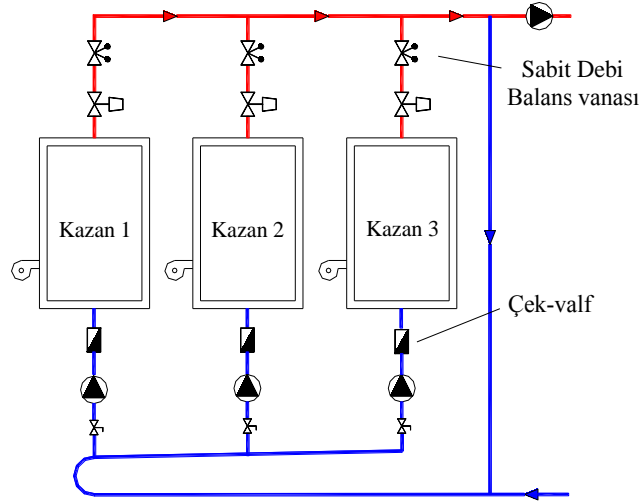 Sabit Debi
Balans vanası
Kazan 1
Kazan 2
Kazan 3
Çek-valf